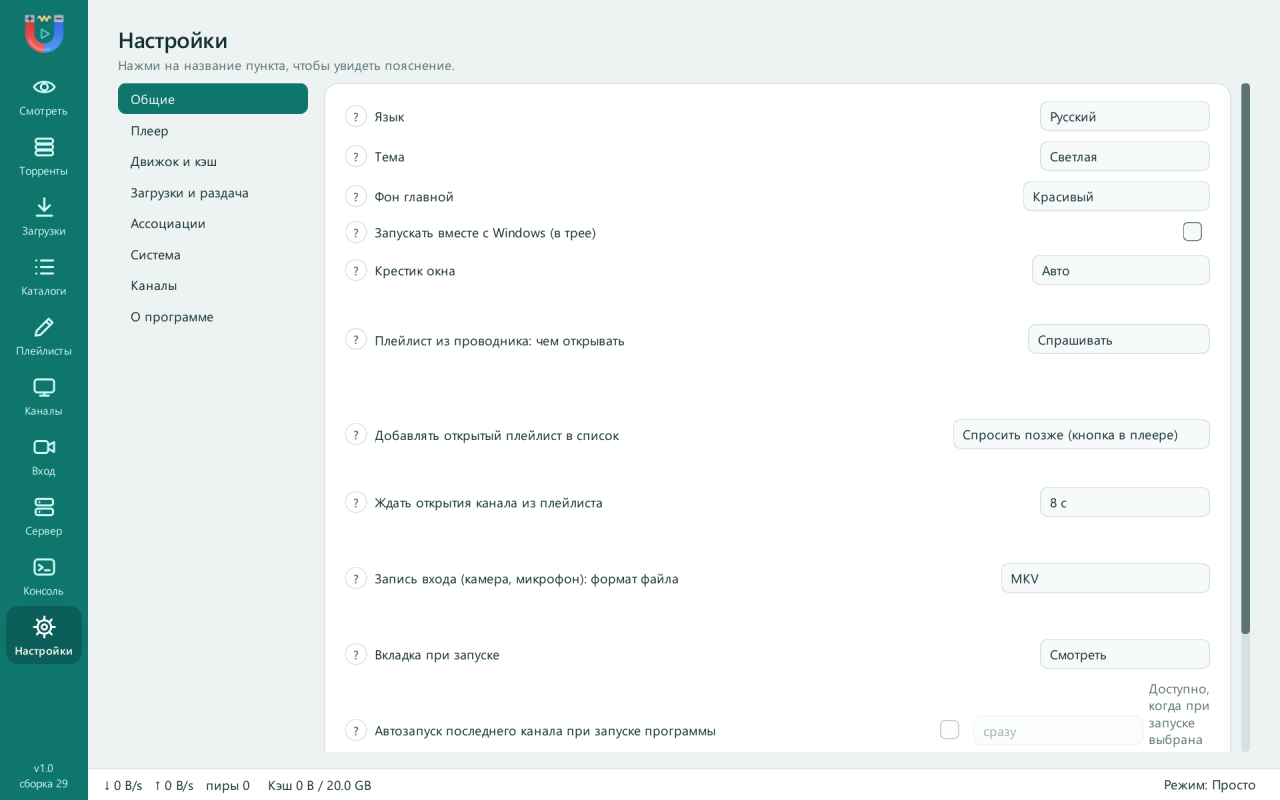 Настройки
Нажми на название пункта, чтобы увидеть пояснение.
Смотреть
Торренты
Загрузки
Каталоги
Плейлисты
Каналы
Вход
Сервер
Консоль
Настройки
v1.0
сборка 29
Общие
Плеер
Движок и кэш
Загрузки и раздача
Ассоциации
Система
Каналы
О программе
? Язык Русский
? Тема Светлая
? Фон главной Красивый
? Запускать вместе с Windows (в трее)
? Крестик окна Авто
? Плейлист из проводника: чем открывать Спрашивать
? Добавлять открытый плейлист в список Спросить позже (кнопка в плеере)
? Ждать открытия канала из плейлиста 8 с
? Запись входа (камера, микрофон): формат файла MKV
? Вкладка при запуске Смотреть
? Автозапуск последнего канала при запуске программы сразу
Доступно,
когда при
запуске
выбрана
↓ 0 B/s ↑ 0 B/s пиры 0 Кэш 0 B / 20.0 GB Режим: Просто